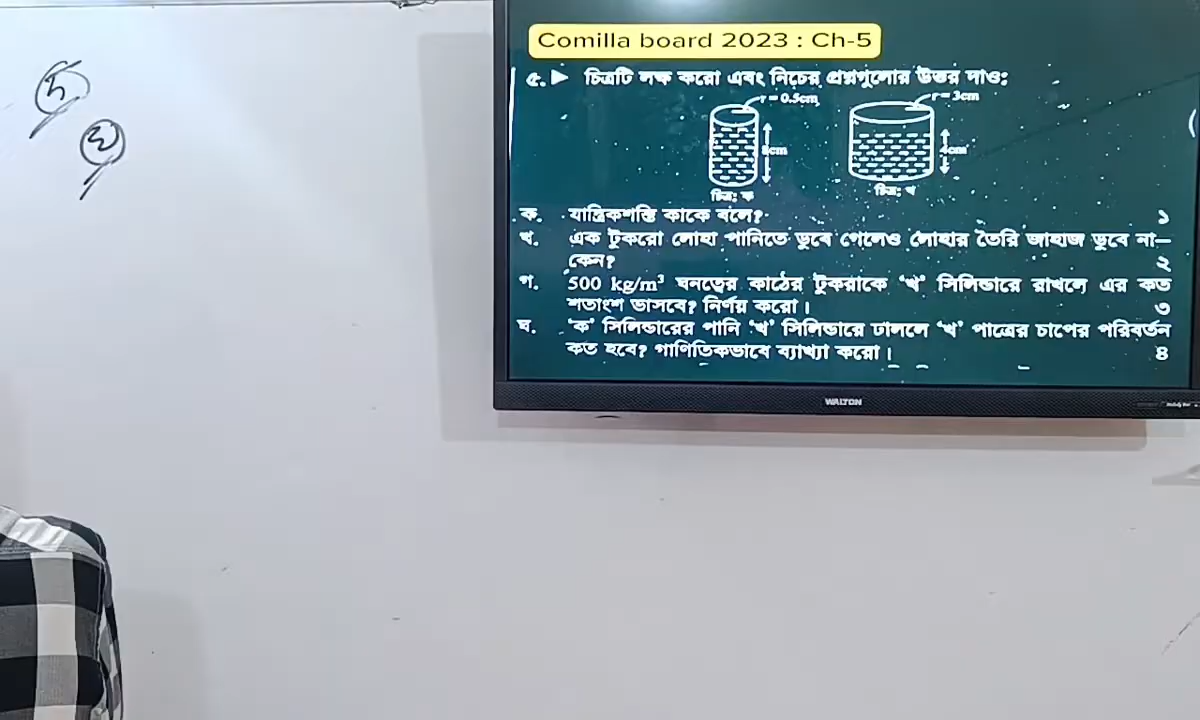 Comilla board 2023 : Ch-5
৫. ▶ চিত্রটি লক্ষ করো এবং নিচের প্রশ্নগুলোর উত্তর দাও:
r = 0.5cm
r = 3cm
8cm
4cm
চিত্র: ক
চিত্র: খ
ক. যান্ত্রিকশক্তি কাকে বলে? ১
খ. এক টুকরো লোহা পানিতে ডুবে গেলেও লোহার তৈরি জাহাজ ডুবে না—
কেন? ২
গ. 500 kg/m³ ঘনত্বের কাঠের টুকরাকে ‘খ’ সিলিন্ডারে রাখলে এর কত
শতাংশ ভাসবে? নির্ণয় করো। ৩
ঘ. ‘ক’ সিলিন্ডারের পানি ‘খ’ সিলিন্ডারে ঢাললে ‘খ’ পাত্রের চাপের পরিবর্তন
কত হবে? গাণিতিকভাবে ব্যাখ্যা করো। ৪
WALTON